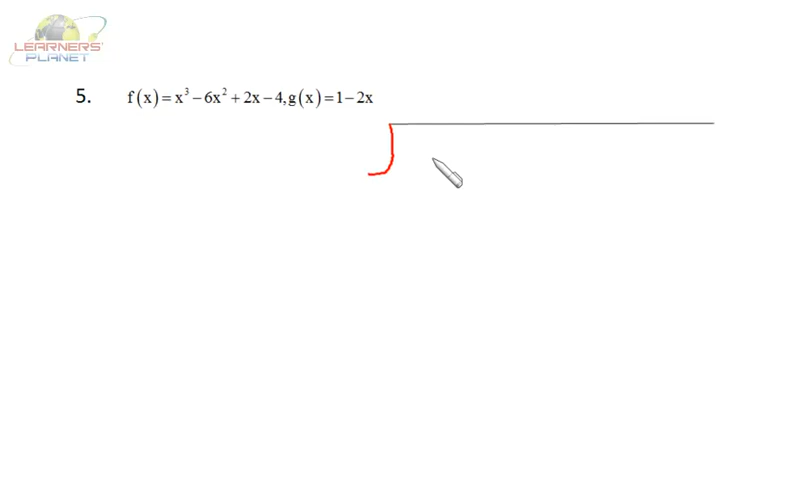 LEARNERS'
PLANET
5. f(x)=x³−6x²+2x−4,g(x)=1−2x